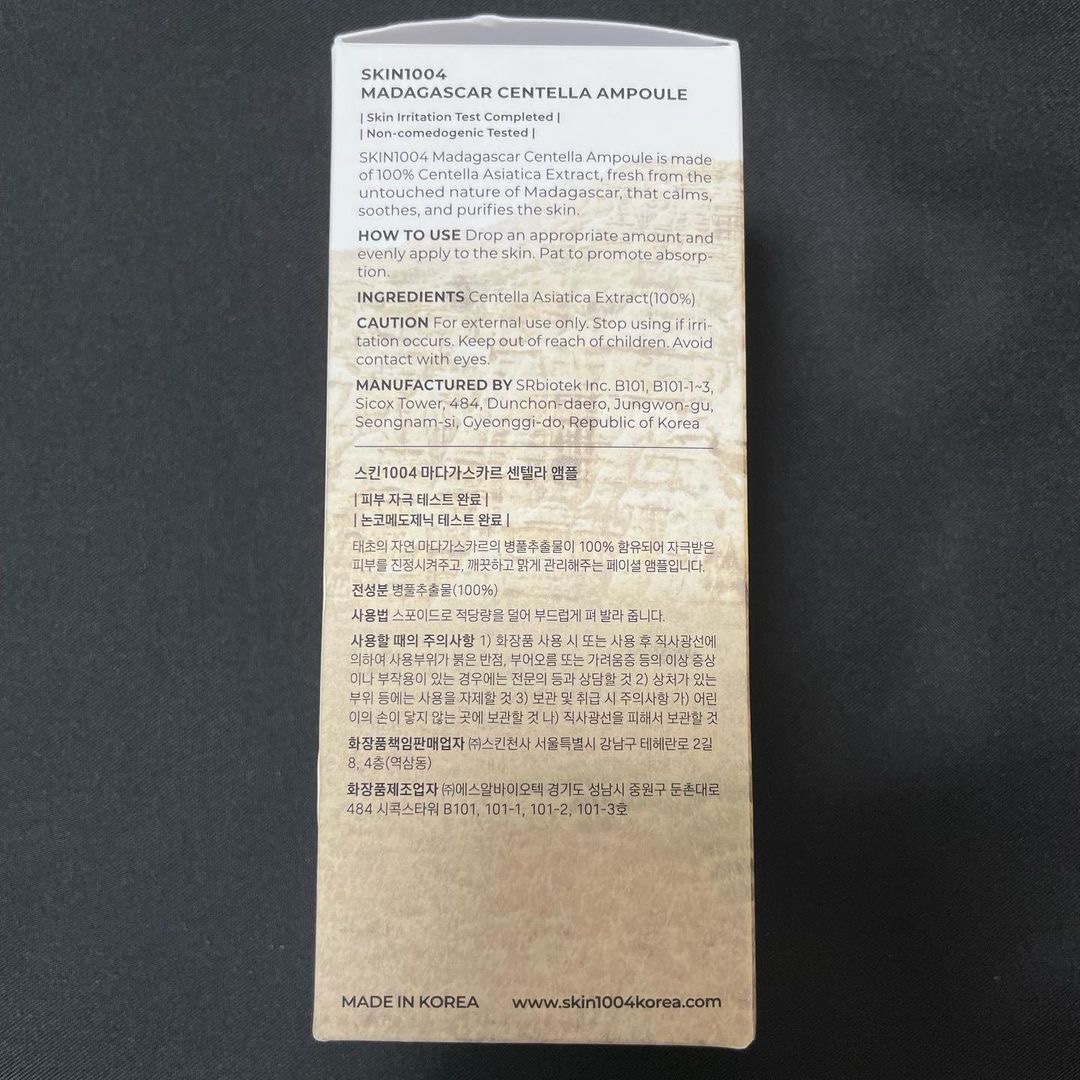 SKIN1004
MADAGASCAR CENTELLA AMPOULE
| Skin Irritation Test Completed |
| Non-comedogenic Tested |
SKIN1004 Madagascar Centella Ampoule is made
of 100% Centella Asiatica Extract, fresh from the
untouched nature of Madagascar, that calms,
soothes, and purifies the skin.
HOW TO USE Drop an appropriate amount and
evenly apply to the skin. Pat to promote absorp-
tion.
INGREDIENTS Centella Asiatica Extract(100%)
CAUTION For external use only. Stop using if irri-
tation occurs. Keep out of reach of children. Avoid
contact with eyes.
MANUFACTURED BY SRbiotek Inc. B101, B101-1~3,
Sicox Tower, 484, Dunchon-daero, Jungwon-gu,
Seongnam-si, Gyeonggi-do, Republic of Korea
스킨1004 마다가스카르 센텔라 앰플
| 피부 자극 테스트 완료 |
| 논코메도제닉 테스트 완료 |
태초의 자연 마다가스카르의 병풀추출물이 100% 함유되어 자극받은
피부를 진정시켜주고, 깨끗하고 맑게 관리해주는 페이셜 앰플입니다.
전성분 병풀추출물(100%)
사용법 스포이드로 적당량을 덜어 부드럽게 펴 발라 줍니다.
사용할 때의 주의사항 1) 화장품 사용 시 또는 사용 후 직사광선에
의하여 사용부위가 붉은 반점, 부어오름 또는 가려움증 등의 이상 증상
이나 부작용이 있는 경우에는 전문의 등과 상담할 것 2) 상처가 있는
부위 등에는 사용을 자제할 것 3) 보관 및 취급 시 주의사항 가) 어린
이의 손이 닿지 않는 곳에 보관할 것 나) 직사광선을 피해서 보관할 것
화장품책임판매업자 ㈜스킨천사 서울특별시 강남구 테헤란로 2길
8, 4층(역삼동)
화장품제조업자 ㈜에스알바이오텍 경기도 성남시 중원구 둔촌대로
484 시콕스타워 B101, 101-1, 101-2, 101-3호
MADE IN KOREA www.skin1004korea.com